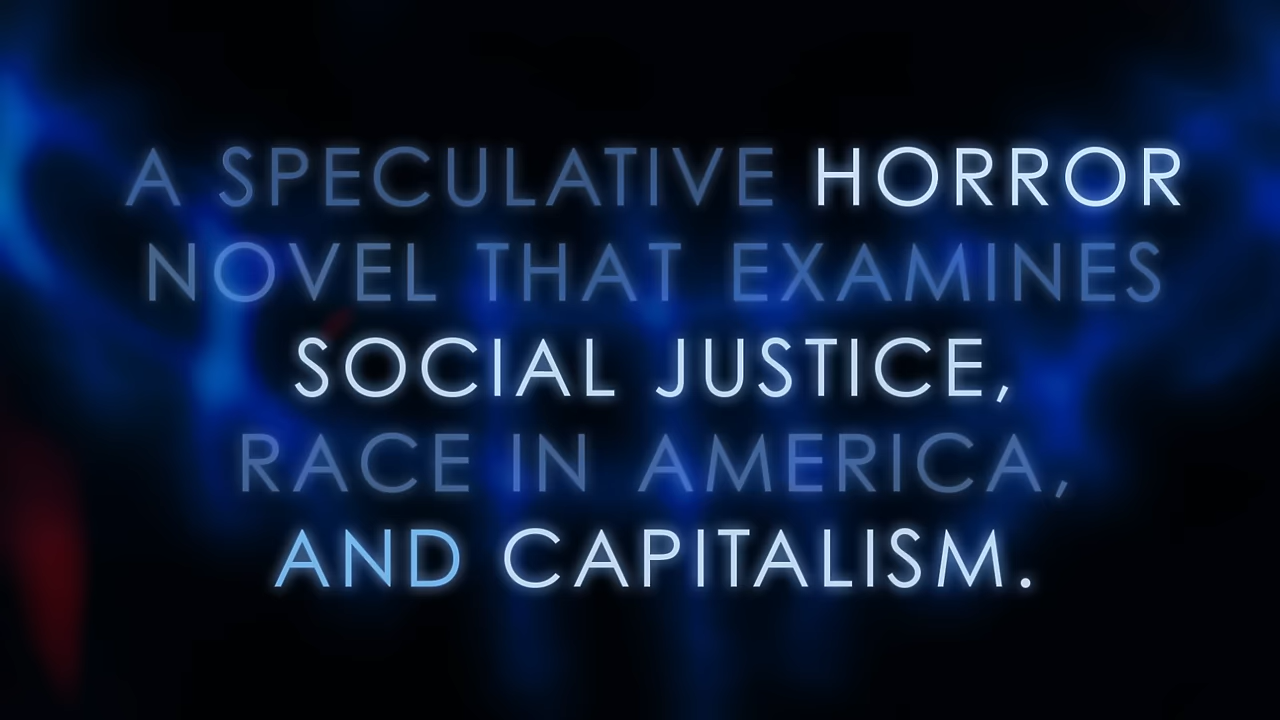 A SPECULATIVE HORROR
NOVEL THAT EXAMINES
SOCIAL JUSTICE,
RACE IN AMERICA,
AND CAPITALISM.